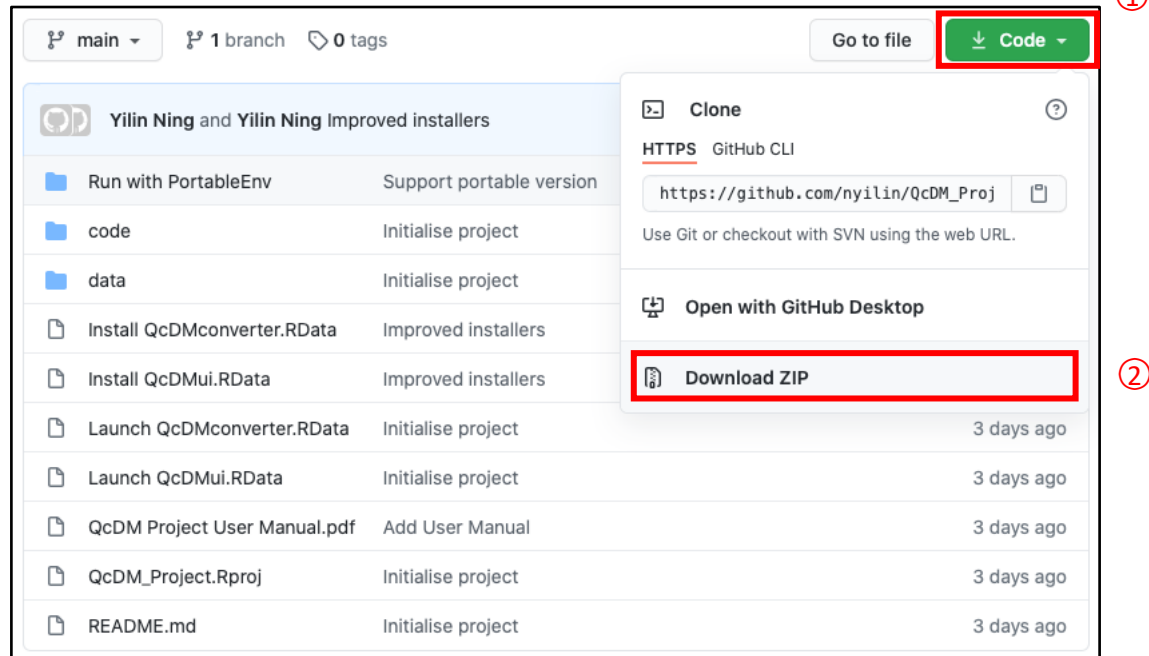 ①
main 1 branch 0 tags Go to file Code
Yilin Ning and Yilin Ning Improved installers
Clone
HTTPS GitHub CLI
https://github.com/nyilin/QcDM_Proj
Use Git or checkout with SVN using the web URL.
Open with GitHub Desktop
Download ZIP
②
Run with PortableEnv Support portable version
code Initialise project
data Initialise project
Install QcDMconverter.RData Improved installers
Install QcDMui.RData Improved installers
Launch QcDMconverter.RData Initialise project 3 days ago
Launch QcDMui.RData Initialise project 3 days ago
QcDM Project User Manual.pdf Add User Manual 3 days ago
QcDM_Project.Rproj Initialise project 3 days ago
README.md Initialise project 3 days ago